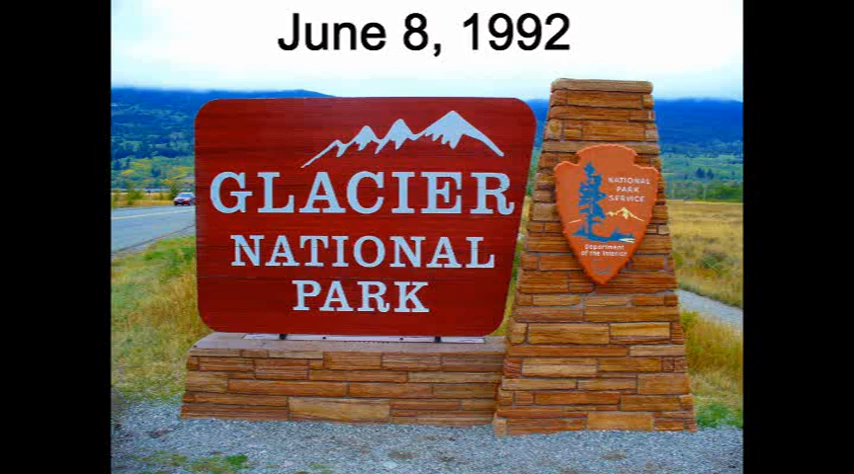 June 8, 1992
GLACIER
NATIONAL
PARK
NATIONAL
PARK
SERVICE
Department
of the Interior